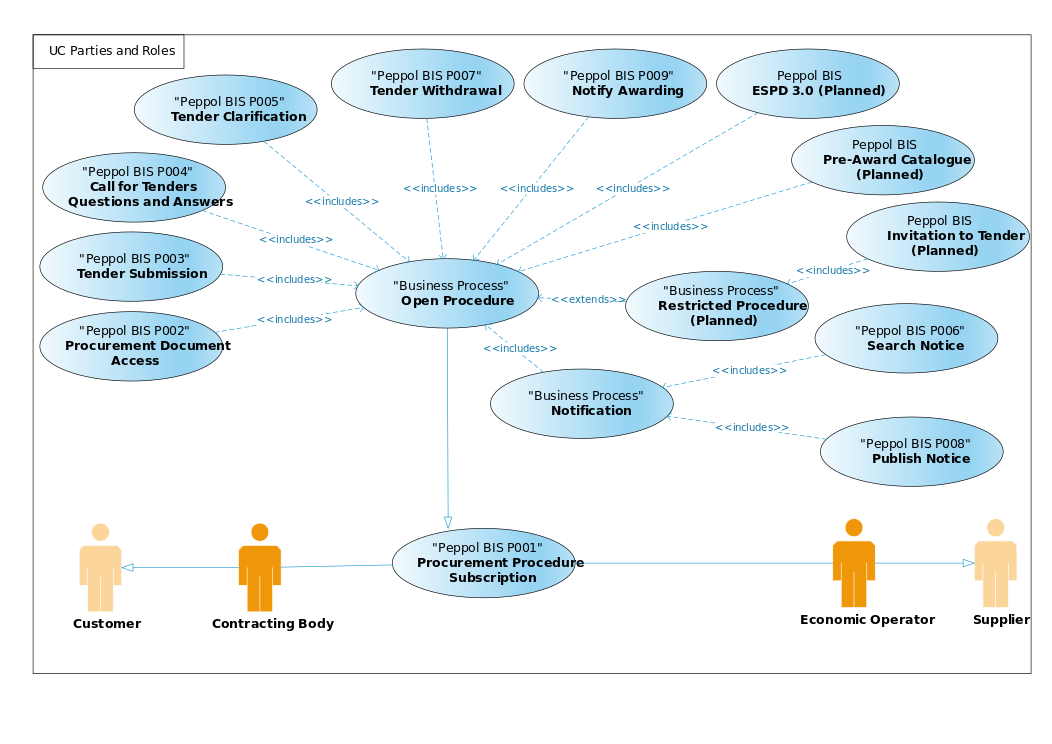 UC Parties and Roles
"Peppol BIS P005"
Tender Clarification
"Peppol BIS P007"
Tender Withdrawal
"Peppol BIS P009"
Notify Awarding
Peppol BIS
ESPD 3.0 (Planned)
"Peppol BIS P004"
Call for Tenders
Questions and Answers
Peppol BIS
Pre-Award Catalogue
(Planned)
<<includes>>
<<includes>>
<<includes>>
<<includes>>
<<includes>>
<<includes>>
Peppol BIS
Invitation to Tender
(Planned)
"Peppol BIS P003"
Tender Submission
<<includes>>
<<includes>>
<<includes>>
"Business Process"
Open Procedure
<<extends>>
"Business Process"
Restricted Procedure
(Planned)
"Peppol BIS P002"
Procurement Document
Access
<<includes>>
<<includes>>
"Peppol BIS P006"
Search Notice
<<includes>>
"Business Process"
Notification
<<includes>>
"Peppol BIS P008"
Publish Notice
"Peppol BIS P001"
Procurement Procedure
Subscription
Customer
Contracting Body
Economic Operator
Supplier